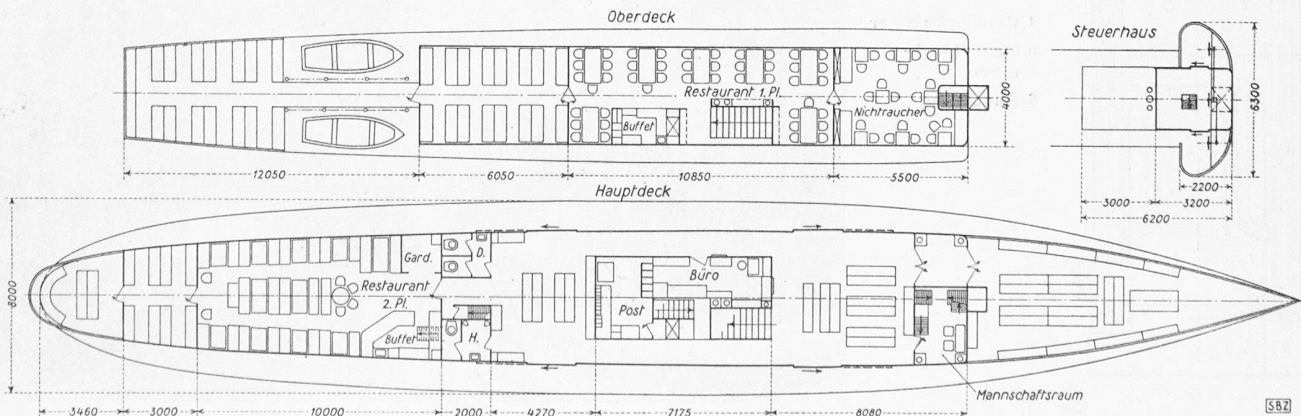 Oberdeck
Steuerhaus
Restaurant 1. Pl.
Buffet
Nichtraucher
4000
6300
12050
6050
10850
5500
2200
3000
3200
6200
Hauptdeck
8000
Gard.
D.
Restaurant
2. Pl.
Buffet
H.
Büro
Post
Mannschaftsraum
3460
3000
10000
2000
4270
7175
8080
SBZ